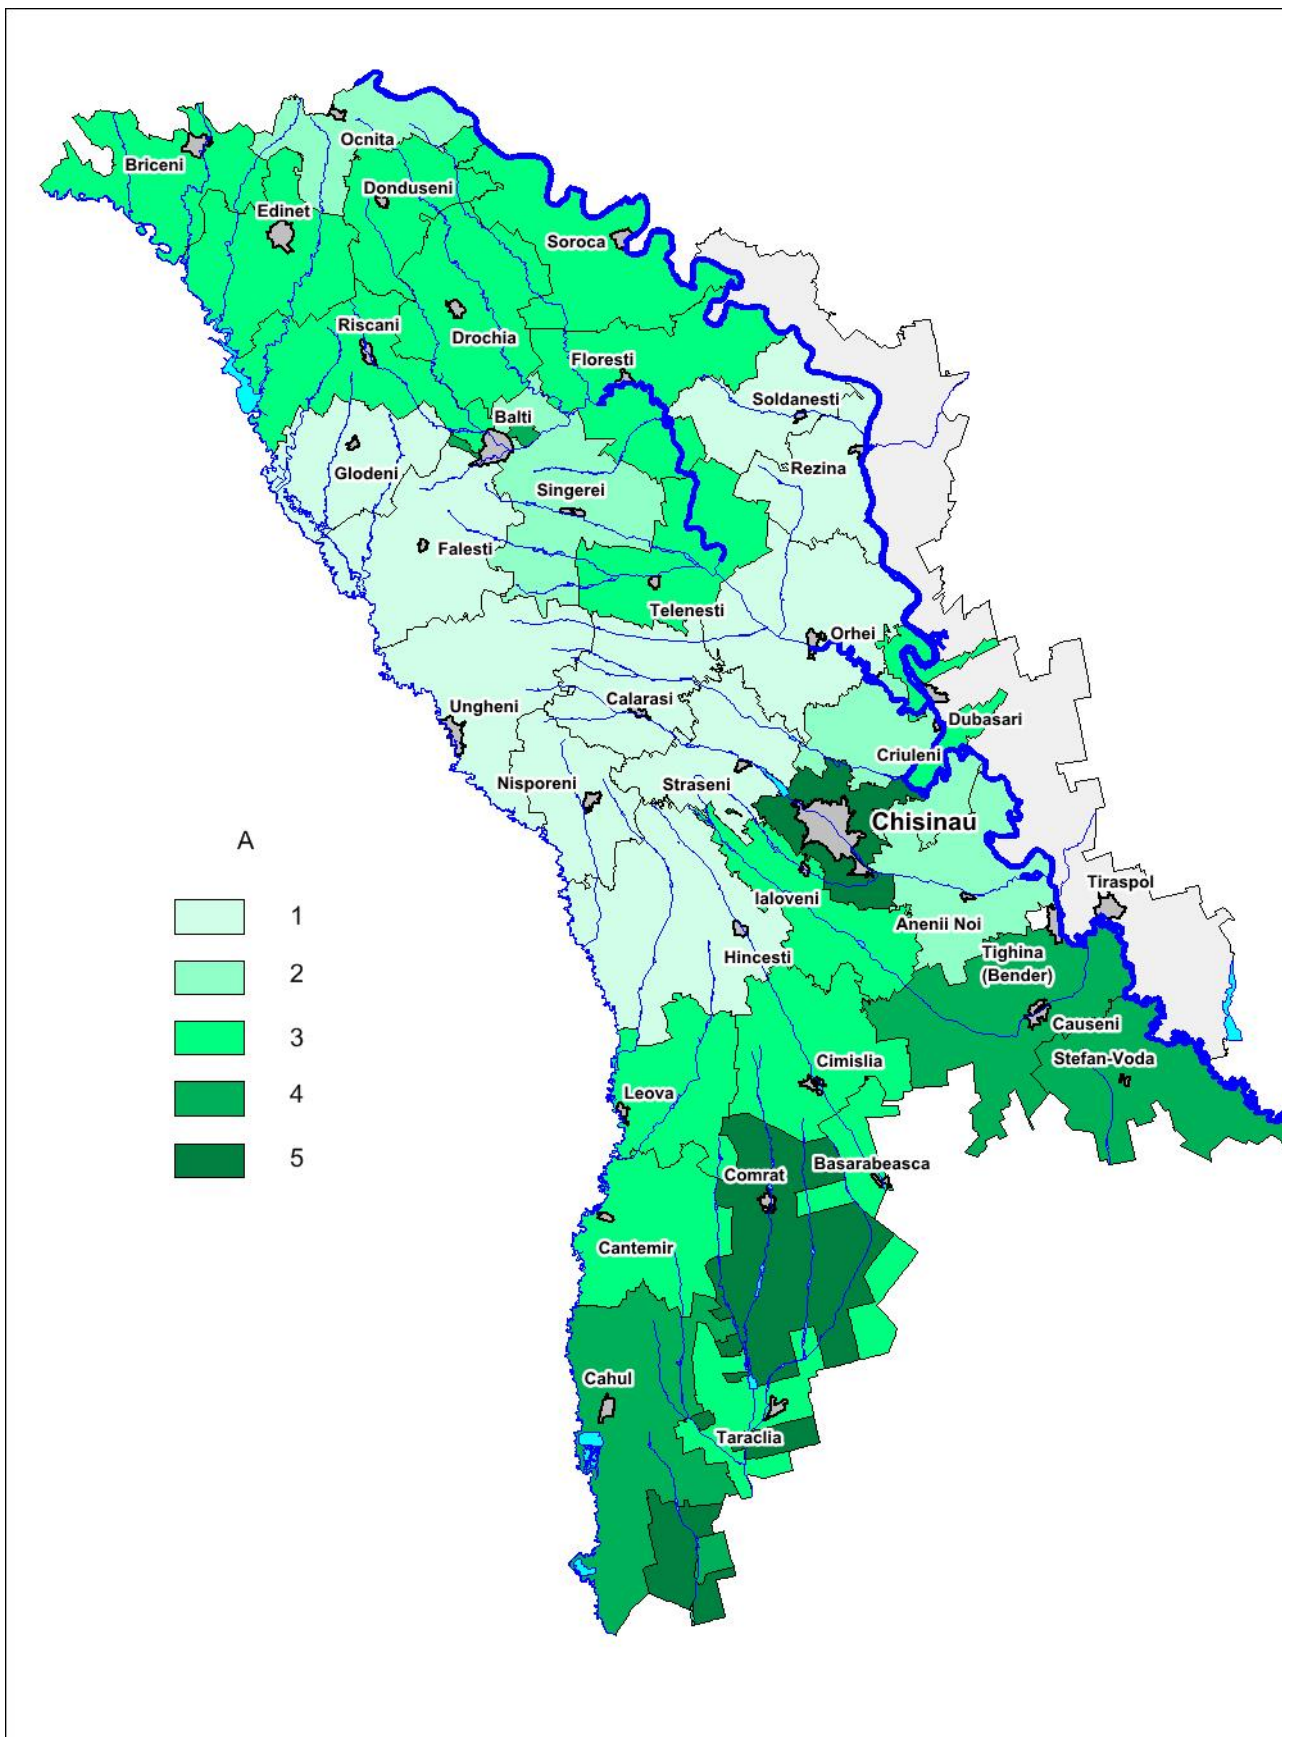 Ocnita
Briceni
Donduseni
Edinet
Soroca
Riscani
Drochia
Floresti
Soldanesti
Balti
Rezina
Glodeni
Singerei
Falesti
Telenesti
Orhei
Calarasi
Ungheni
Dubasari
Criuleni
Nisporeni
Straseni
Chisinau
A
Tiraspol
Ialoveni
1
Anenii Noi
Hincesti
Tighina
(Bender)
2
Causeni
3
Stefan-Voda
Cimislia
Leova
4
5
Basarabeasca
Comrat
Cantemir
Cahul
Taraclia